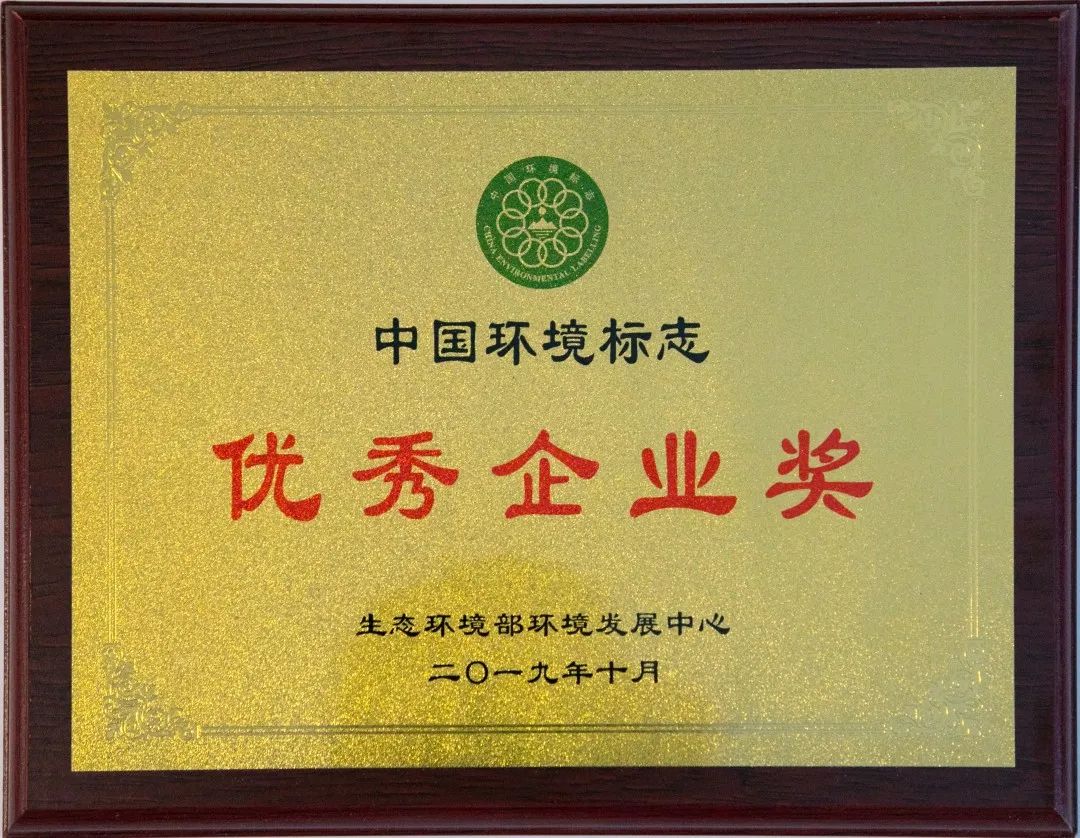 中国环境标志
CHINA ENVIRONMENTAL LABELLING
中国环境标志
优秀企业奖
生态环境部环境发展中心
二〇一九年十月